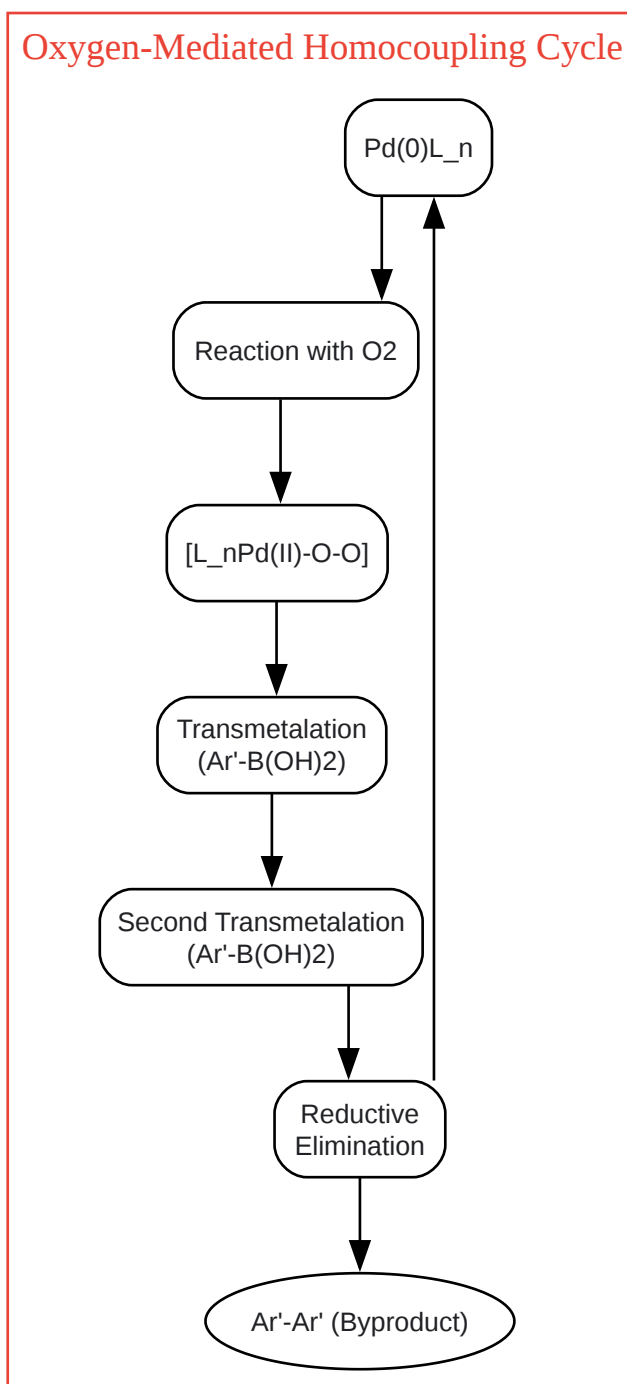 Oxygen-Mediated Homocoupling Cycle
Pd(0)L_n
Reaction with O2
[L_nPd(II)-O-O]
Transmetalation
(Ar'-B(OH)2)
Second Transmetalation
(Ar'-B(OH)2)
Reductive
Elimination
Ar'-Ar' (Byproduct)